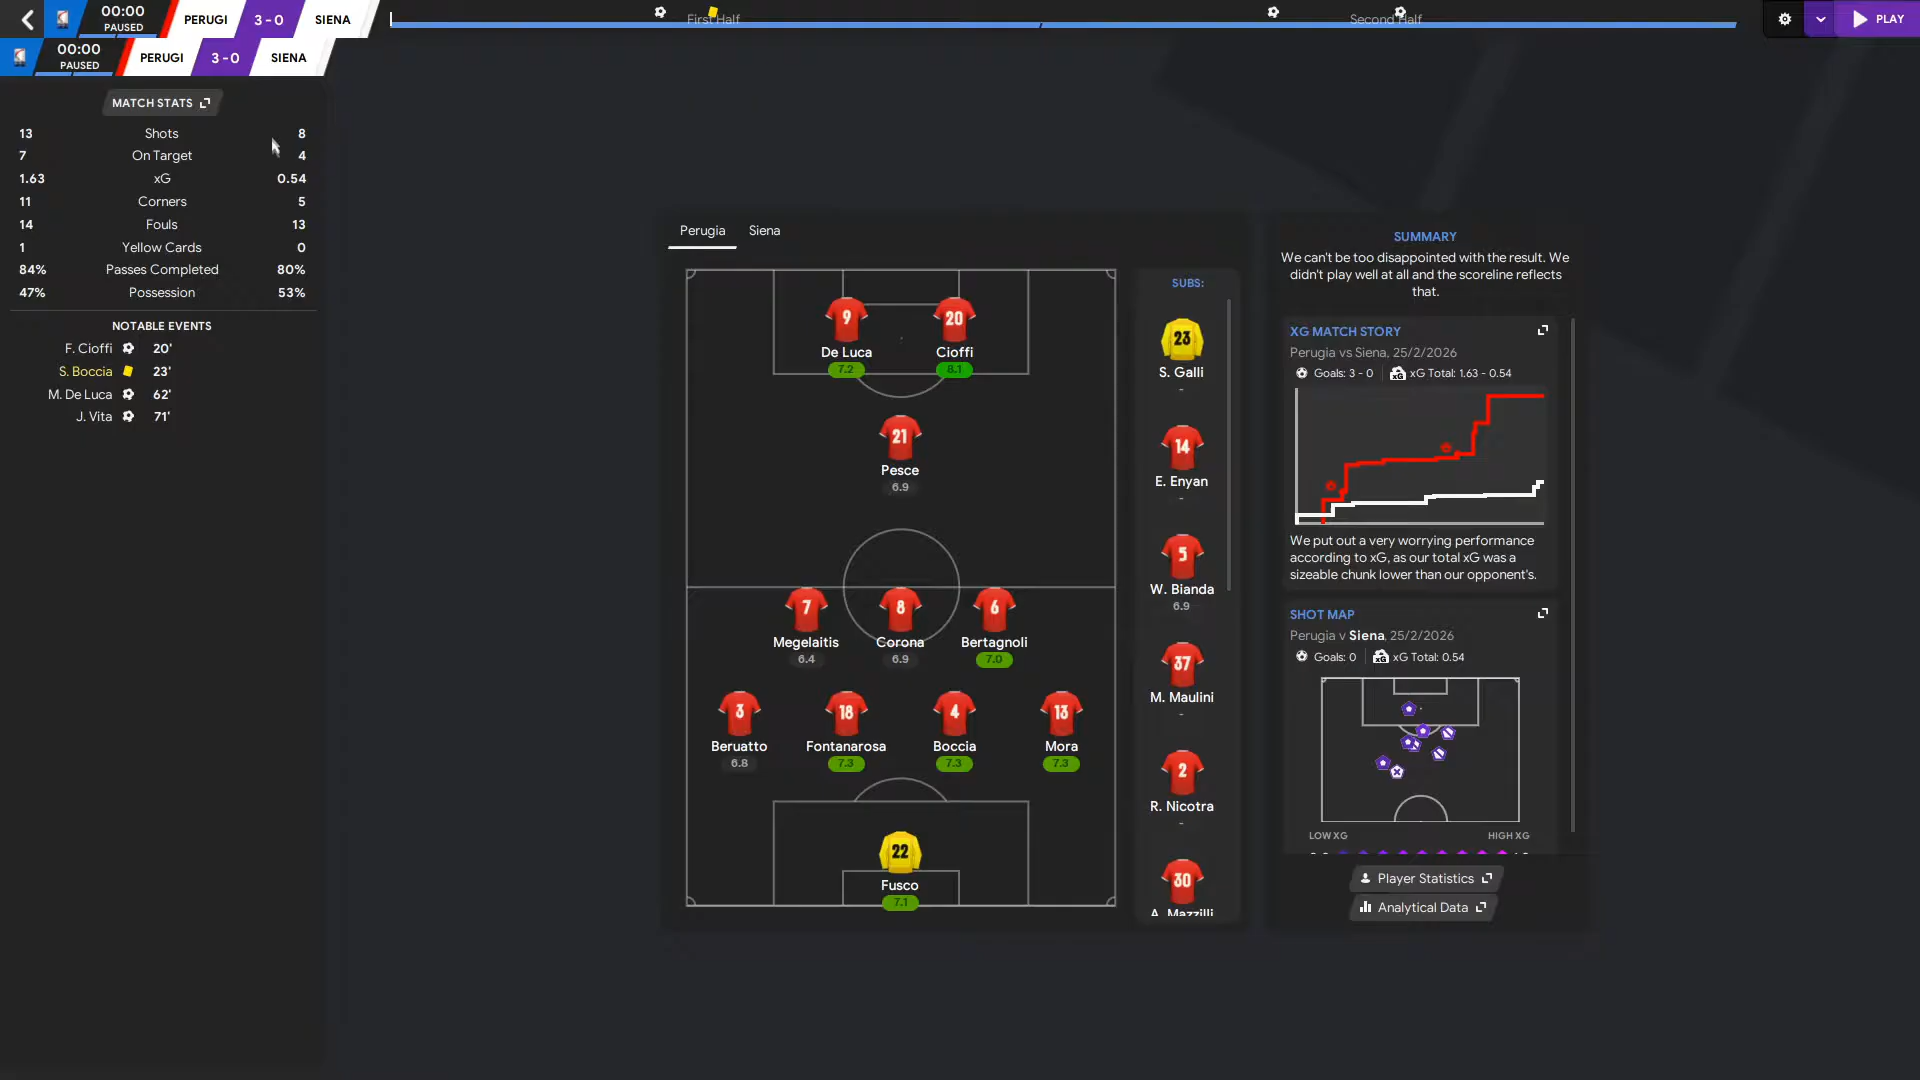 00:00
PAUSED
PERUGI
3 - 0
SIENA
First Half
Second Half
PLAY
00:00
PAUSED
PERUGI
3 - 0
SIENA
MATCH STATS
13 Shots 8
7 On Target 4
1.63 xG 0.54
11 Corners 5
14 Fouls 13
1 Yellow Cards 0
84% Passes Completed 80%
47% Possession 53%
NOTABLE EVENTS
F. Cioffi 20'
S. Boccia 23'
M. De Luca 62'
J. Vita 71'
Perugia Siena
9 20
De Luca Cioffi
7.2 8.1
21
Pesce
6.9
7 8 6
Megelaitis Corona Bertagnoli
6.4 6.9 7.0
3 18 4 13
Beruatto Fontanarosa Boccia Mora
6.8 7.3 7.3 7.3
22
Fusco
7.1
SUBS:
23
S. Galli
-
14
E. Enyan
-
5
W. Bianda
6.9
37
M. Maulini
-
2
R. Nicotra
-
30
A. Mazzilli
SUMMARY
We can't be too disappointed with the result. We
didn't play well at all and the scoreline reflects
that.
XG MATCH STORY
Perugia vs Siena, 25/2/2026
Goals: 3 - 0 xG Total: 1.63 - 0.54
We put out a very worrying performance
according to xG, as our total xG was a
sizeable chunk lower than our opponent's.
SHOT MAP
Perugia v Siena, 25/2/2026
Goals: 0 xG Total: 0.54
LOW XG HIGH XG
Player Statistics
Analytical Data